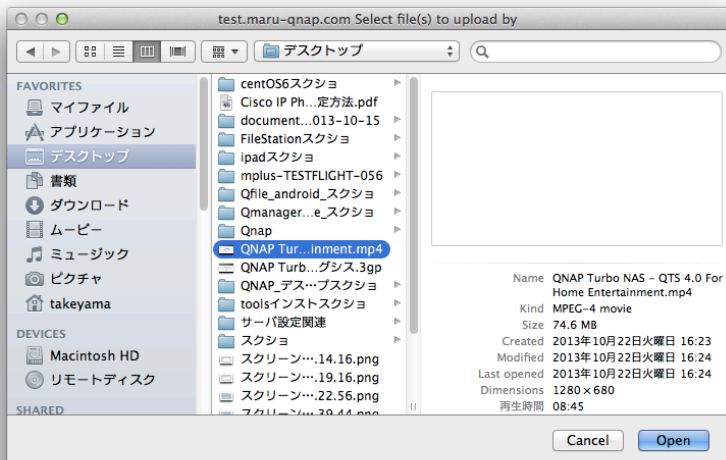 test.maru-qnap.com Select file(s) to upload by
デスクトップ
FAVORITES
マイファイル
アプリケーション
デスクトップ
書類
ダウンロード
ムービー
ミュージック
ピクチャ
takeyama
DEVICES
Macintosh HD
リモートディスク
SHARED
centOS6スクショ
Cisco IP Ph...定方法.pdf
document...013-10-15
FileStationスクショ
ipadスクショ
mplus-TESTFLIGHT-056
Qfile_android_スクショ
Qmanager...e_スクショ
Qnap
QNAP Tur...inment.mp4
QNAP Turb...グシス.3gp
QNAP_デス...プスクショ
toolsインストスクショ
サーバ設定関連
スクショ
スクリーン....14.16.png
スクリーン....19.16.png
スクリーン....22.56.png
スクリーン....39.44.png
Name QNAP Turbo NAS - QTS 4.0 For
Home Entertainment.mp4
Kind MPEG-4 movie
Size 74.6 MB
Created 2013年10月22日火曜日 16:23
Modified 2013年10月22日火曜日 16:24
Last opened 2013年10月22日火曜日 16:24
Dimensions 1280×680
再生時間 08:45
Cancel
Open